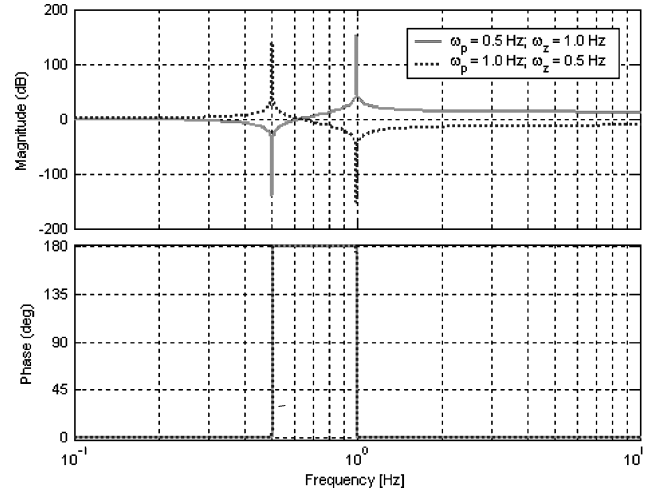 200
100
0
-100
-200
Magnitude (dB)
ωp = 0.5 Hz; ωz = 1.0 Hz
ωp = 1.0 Hz; ωz = 0.5 Hz
180
135
90
45
0
Phase (deg)
10⁻¹
10⁰
10¹
Frequency [Hz]